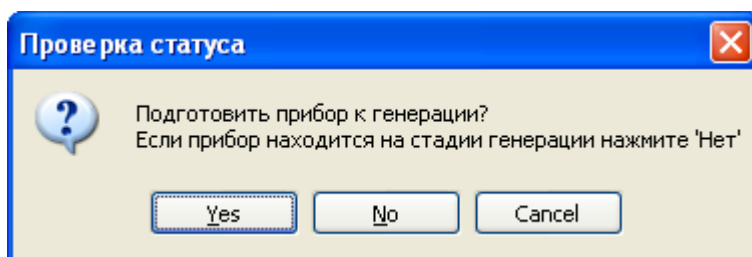 Проверка статуса
Подготовить прибор к генерации?
Если прибор находится на стадии генерации нажмите 'Нет'
Yes No Cancel